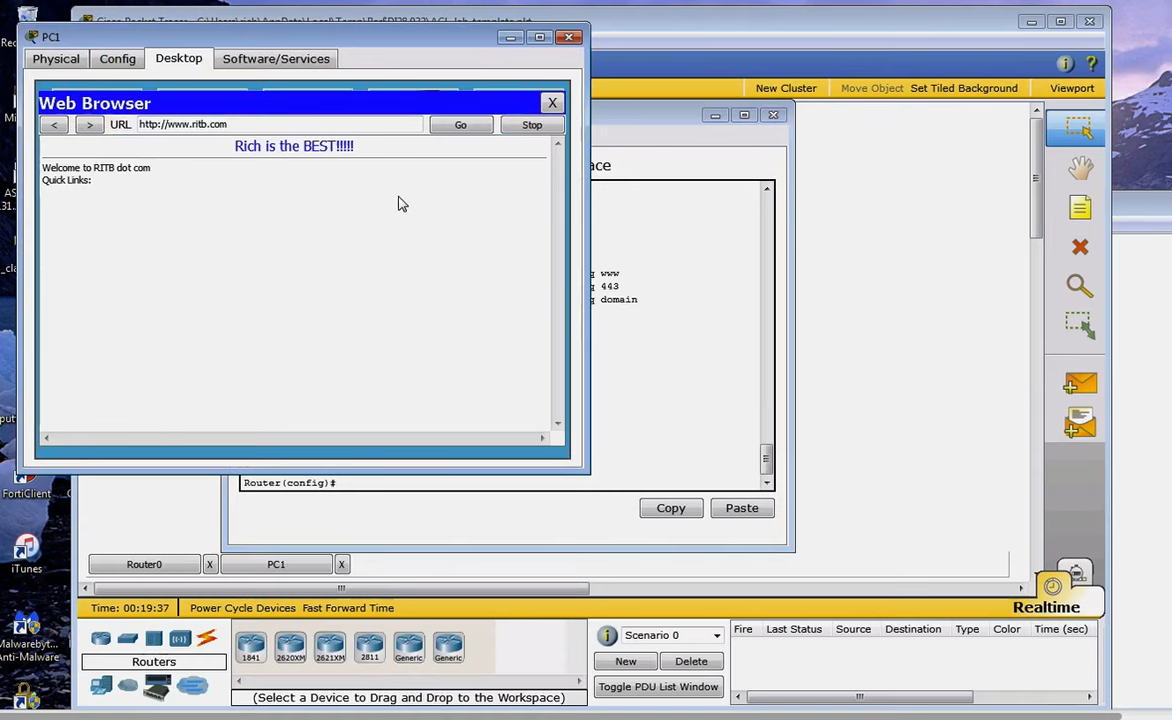 PC1
Physical Config Desktop Software/Services
Web Browser X
< > URL http://www.ritb.com Go Stop
Rich is the BEST!!!!!
Welcome to RITB dot com
Quick Links:
New Cluster Move Object Set Tiled Background Viewport
ace
www
443
domain
Router(config)#
Copy Paste
Router0 X PC1 X
Time: 00:19:37 Power Cycle Devices Fast Forward Time
Realtime
Scenario 0
Fire Last Status Source Destination Type Color Time (sec)
1841 2620XM 2621XM 2811 Generic Generic
Routers
New Delete
Toggle PDU List Window
(Select a Device to Drag and Drop to the Workspace)
FortiClient
iTunes
Malwarebyt...
Anti-Malware